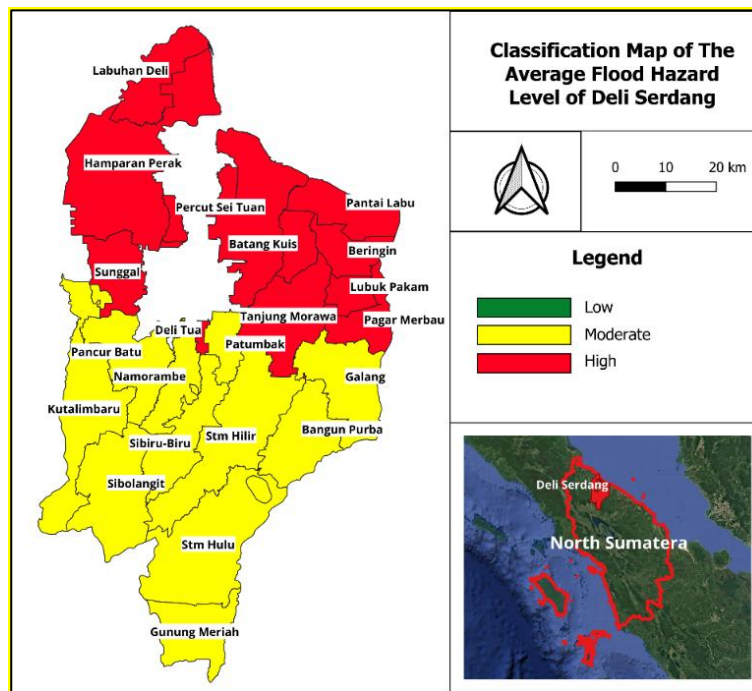 Classification Map of The
Average Flood Hazard
Level of Deli Serdang
0 10 20 km
Legend
Low
Moderate
High
Labuhan Deli
Hamparan Perak
Percut Sei Tuan
Pantai Labu
Batang Kuis
Beringin
Sunggal
Lubuk Pakam
Tanjung Morawa
Pagar Merbau
Deli Tua
Patumbak
Pancur Batu
Namorambe
Galang
Kutalimbaru
Sibiru-Biru
Stm Hilir
Bangun Purba
Sibolangit
Stm Hulu
Gunung Meriah
Deli Serdang
North Sumatera